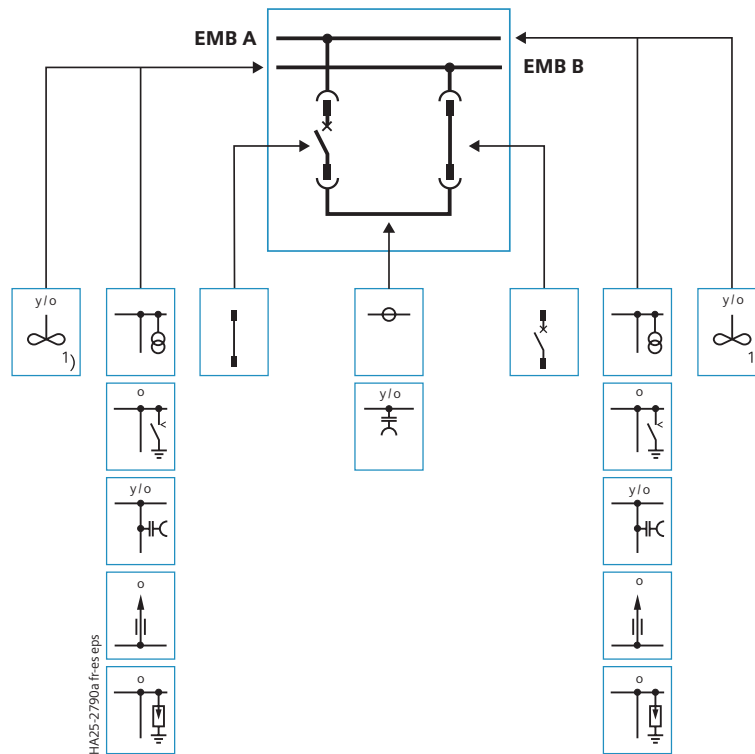 EMB A
EMB B
y/o
1)
o
y/o
o
o
y/o
o
y/o
o
o
y/o
1
HA25-2790a fr-es eps